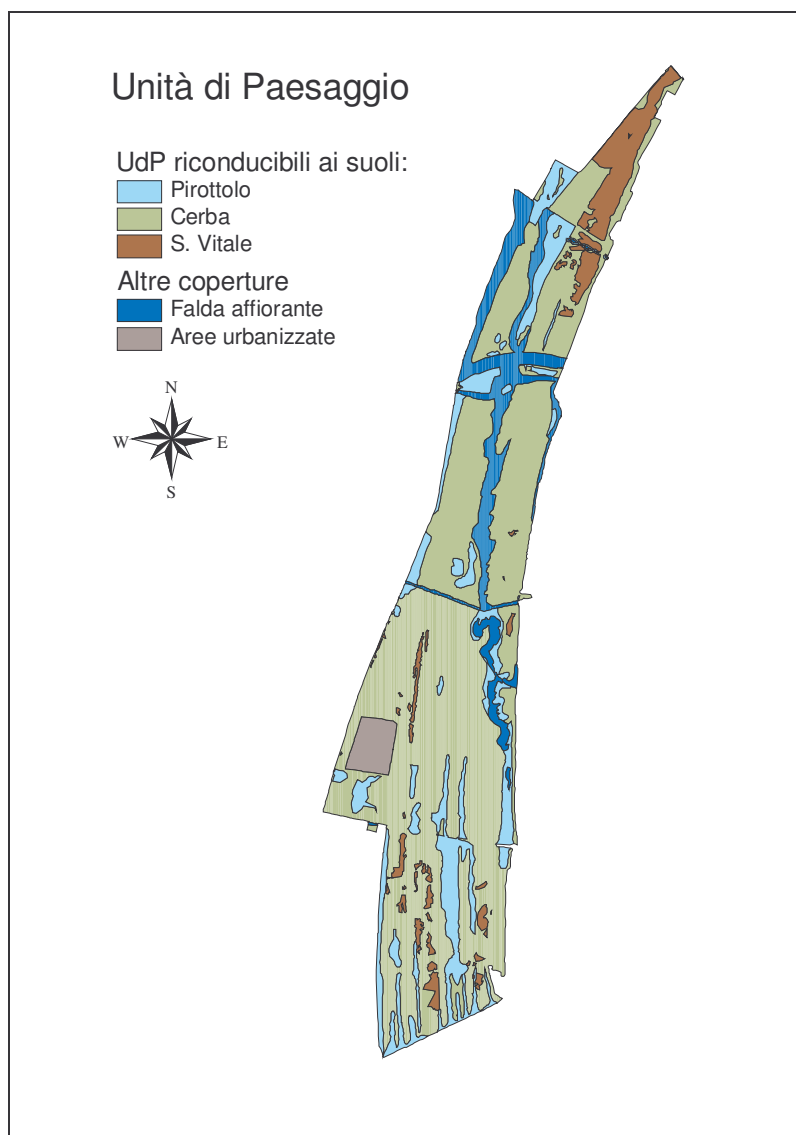 Unità di Paesaggio
UdP riconducibili ai suoli:
Pirottolo
Cerba
S. Vitale
Altre coperture
Falda affiorante
Aree urbanizzate
N
W E
S